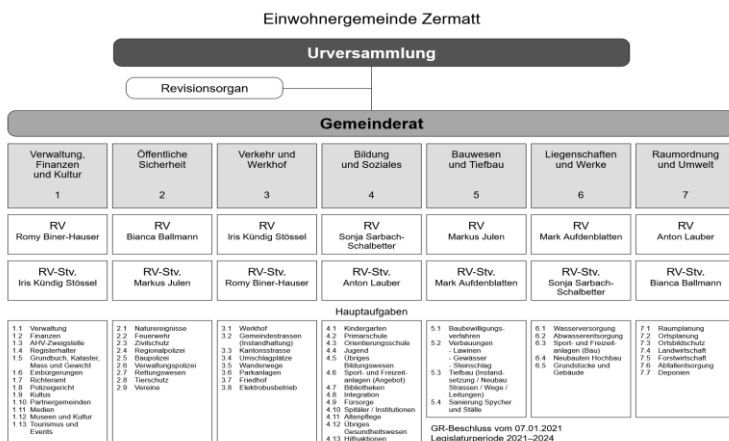 Einwohnergemeinde Zermatt
Urversammlung
Revisionsorgan
Gemeinderat
Verwaltung,
Finanzen
und Kultur
1
Öffentliche
Sicherheit
2
Verkehr und
Werkhof
3
Bildung
und Soziales
4
Bauwesen
und Tiefbau
5
Liegenschaften
und Werke
6
Raumordnung
und Umwelt
7
RV
Romy Biner-Hauser
RV
Bianca Ballmann
RV
Iris Kündig Stössel
RV
Sonja Sarbach-
Schalbetter
RV
Markus Julen
RV
Mark Aufdenblatten
RV
Anton Lauber
RV-Stv.
Iris Kündig Stössel
RV-Stv.
Markus Julen
RV-Stv.
Romy Biner-Hauser
RV-Stv.
Anton Lauber
RV-Stv.
Mark Aufdenblatten
RV-Stv.
Sonja Sarbach-
Schalbetter
RV-Stv.
Bianca Ballmann
Hauptaufgaben
1.1 Verwaltung
1.2 Finanzen
1.3 AHV-Zweigstelle
1.4 Registerhalter
1.5 Grundbuch, Kataster,
Mass und Gewicht
1.6 Einbürgerungen
1.7 Richteramt
1.8 Polizeigericht
1.9 Kultus
1.10 Partnergemeinden
1.11 Medien
1.12 Museen und Kultur
1.13 Tourismus und
Events
2.1 Naturereignisse
2.2 Feuerwehr
2.3 Zivilschutz
2.4 Regionalpolizei
2.5 Baupolizei
2.6 Verwaltungspolizei
2.7 Rettungswesen
2.8 Tierschutz
2.9 Vereine
3.1 Werkhof
3.2 Gemeindestrassen
(Instandhaltung)
3.3 Kantonsstrasse
3.4 Umschlagplätze
3.5 Wanderwege
3.6 Parkanlagen
3.7 Friedhof
3.8 Elektrobusbetrieb
4.1 Kindergarten
4.2 Primarschule
4.3 Orientierungsschule
4.4 Jugend
4.5 Übriges
Bildungswesen
4.6 Sport- und Freizeit-
anlagen (Angebot)
4.7 Bibliotheken
4.8 Integration
4.9 Fürsorge
4.10 Spitäler / Institutionen
4.11 Altenpflege
4.12 Übriges
Gesundheitswesen
4.13 Hilfsaktionen
5.1 Baubewilligungs-
verfahren
5.2 Verbauungen
- Lawinen
- Gewässer
- Steinschlag
5.3 Tiefbau (Instand-
setzung / Neubau
Strassen / Wege /
Leitungen)
5.4 Sanierung Spycher
und Ställe
6.1 Wasserversorgung
6.2 Abwasserentsorgung
6.3 Sport- und Freizeit-
anlagen (Bau)
6.4 Neubauten Hochbau
6.5 Grundstücke und
Gebäude
7.1 Raumplanung
7.2 Ortsplanung
7.3 Ortsbildschutz
7.4 Landwirtschaft
7.5 Forstwirtschaft
7.6 Abfallentsorgung
7.7 Deponien
GR-Beschluss vom 07.01.2021
Legislaturperiode 2021–2024